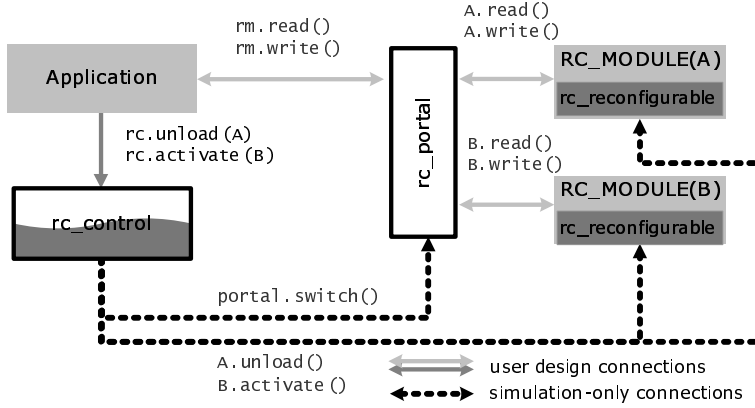 rm.read()
rm.write()
A.read()
A.write()
Application
RC_MODULE(A)
rc_reconfigurable
rc.unload(A)
rc.activate(B)
rc_portal
B.read()
B.write()
RC_MODULE(B)
rc_reconfigurable
rc_control
portal.switch()
A.unload()
B.activate()
user design connections
simulation-only connections